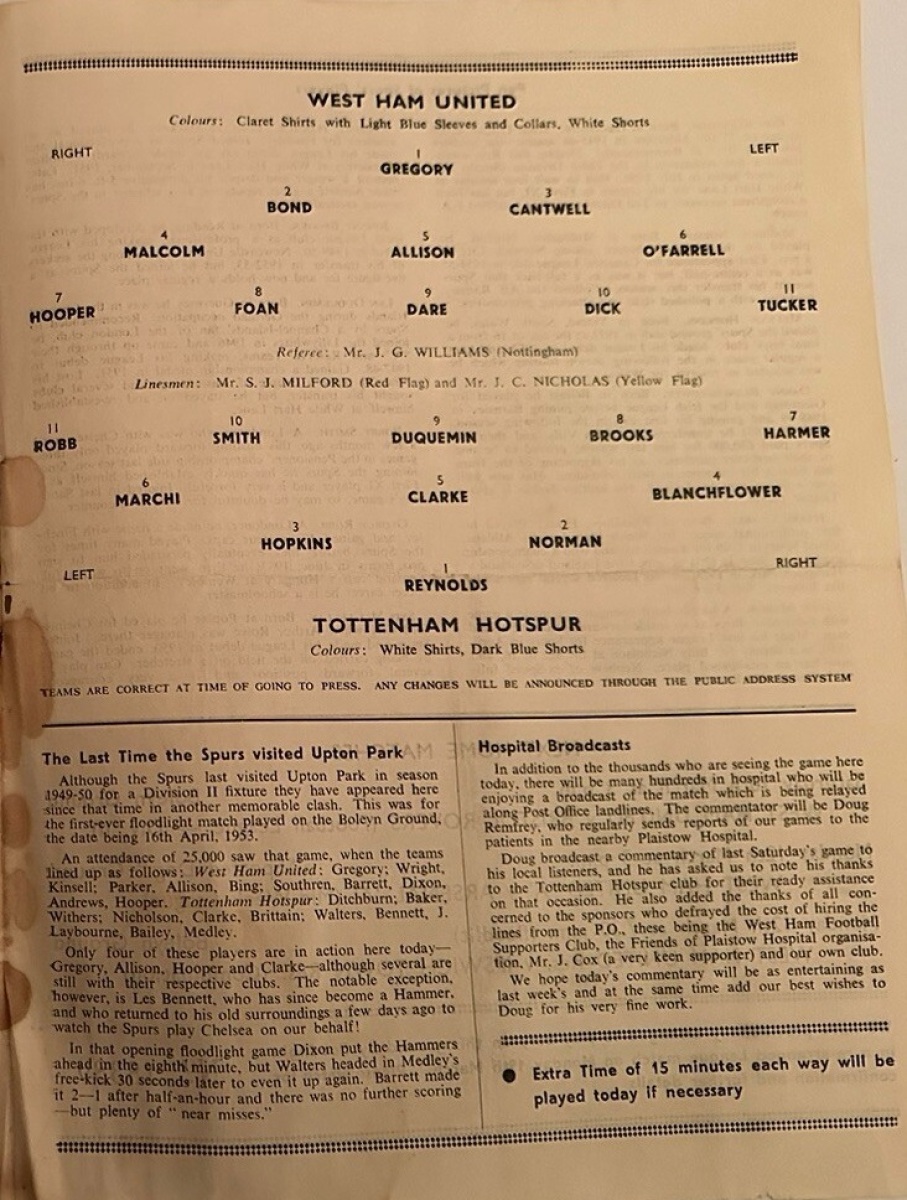 WEST HAM UNITED
Colours: Claret Shirts with Light Blue Sleeves and Collars, White Shorts
RIGHT
LEFT
1
GREGORY
2
BOND
3
CANTWELL
4
MALCOLM
5
ALLISON
6
O'FARRELL
7
HOOPER
8
FOAN
9
DARE
10
DICK
11
TUCKER
Referee: Mr. J. G. WILLIAMS (Nottingham)
Linesmen: Mr. S. J. MILFORD (Red Flag) and Mr. J. C. NICHOLAS (Yellow Flag)
11
ROBB
10
SMITH
9
DUQUEMIN
8
BROOKS
7
HARMER
6
MARCHI
5
CLARKE
4
BLANCHFLOWER
3
HOPKINS
2
NORMAN
LEFT
RIGHT
1
REYNOLDS
TOTTENHAM HOTSPUR
Colours: White Shirts, Dark Blue Shorts
TEAMS ARE CORRECT AT TIME OF GOING TO PRESS. ANY CHANGES WILL BE ANNOUNCED THROUGH THE PUBLIC ADDRESS SYSTEM
The Last Time the Spurs visited Upton Park
Although the Spurs last visited Upton Park in season
1949-50 for a Division II fixture they have appeared here
since that time in another memorable clash. This was for
the first-ever floodlight match played on the Boleyn Ground,
the date being 16th April, 1953.
An attendance of 25,000 saw that game, when the teams
lined up as follows: West Ham United: Gregory; Wright,
Kinsell; Parker, Allison, Bing; Southren, Barrett, Dixon,
Andrews, Hooper. Tottenham Hotspur: Ditchburn; Baker,
Withers; Nicholson, Clarke, Brittain; Walters, Bennett, J.
Laybourne, Bailey, Medley.
Only four of these players are in action here today—
Gregory, Allison, Hooper and Clarke—although several are
still with their respective clubs. The notable exception,
however, is Les Bennett, who has since become a Hammer,
and who returned to his old surroundings a few days ago to
watch the Spurs play Chelsea on our behalf!
In that opening floodlight game Dixon put the Hammers
ahead in the eighth minute, but Walters headed in Medley's
free-kick 30 seconds later to even it up again. Barrett made
it 2—1 after half-an-hour and there was no further scoring
—but plenty of " near misses."
Hospital Broadcasts
In addition to the thousands who are seeing the game here
today, there will be many hundreds in hospital who will be
enjoying a broadcast of the match which is being relayed
along Post Office landlines. The commentator will be Doug
Remfrey, who regularly sends reports of our games to the
patients in the nearby Plaistow Hospital.
Doug broadcast a commentary of last Saturday's game to
his local listeners, and he has asked us to note his thanks
to the Tottenham Hotspur club for their ready assistance
on that occasion. He also added the thanks of all con-
cerned to the sponsors who defrayed the cost of hiring the
lines from the P.O., these being the West Ham Football
Supporters Club, the Friends of Plaistow Hospital organisa-
tion, Mr. J. Cox (a very keen supporter) and our own club.
We hope today's commentary will be as entertaining as
last week's and at the same time add our best wishes to
Doug for his very fine work.
● Extra Time of 15 minutes each way will be
played today if necessary